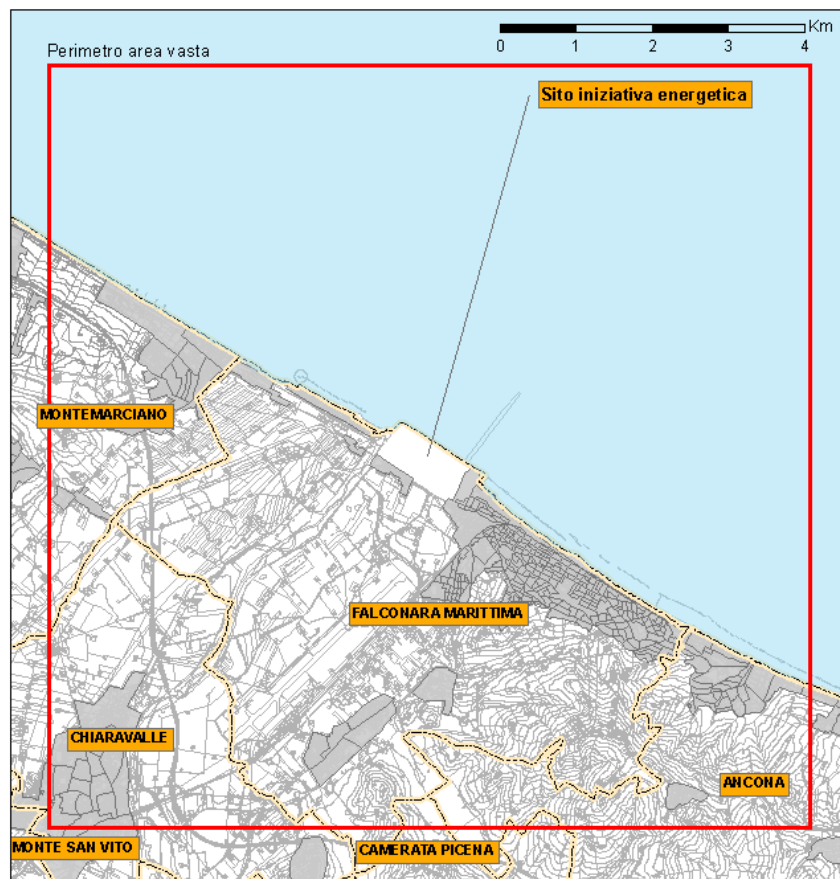 Km
0 1 2 3 4
Perimetro area vasta
Sito iniziativa energetica
MONTEMARCIANO
FALCONARA MARITTIMA
CHIARAVALLE
ANCONA
MONTE SAN VITO
CAMERATA PICENA